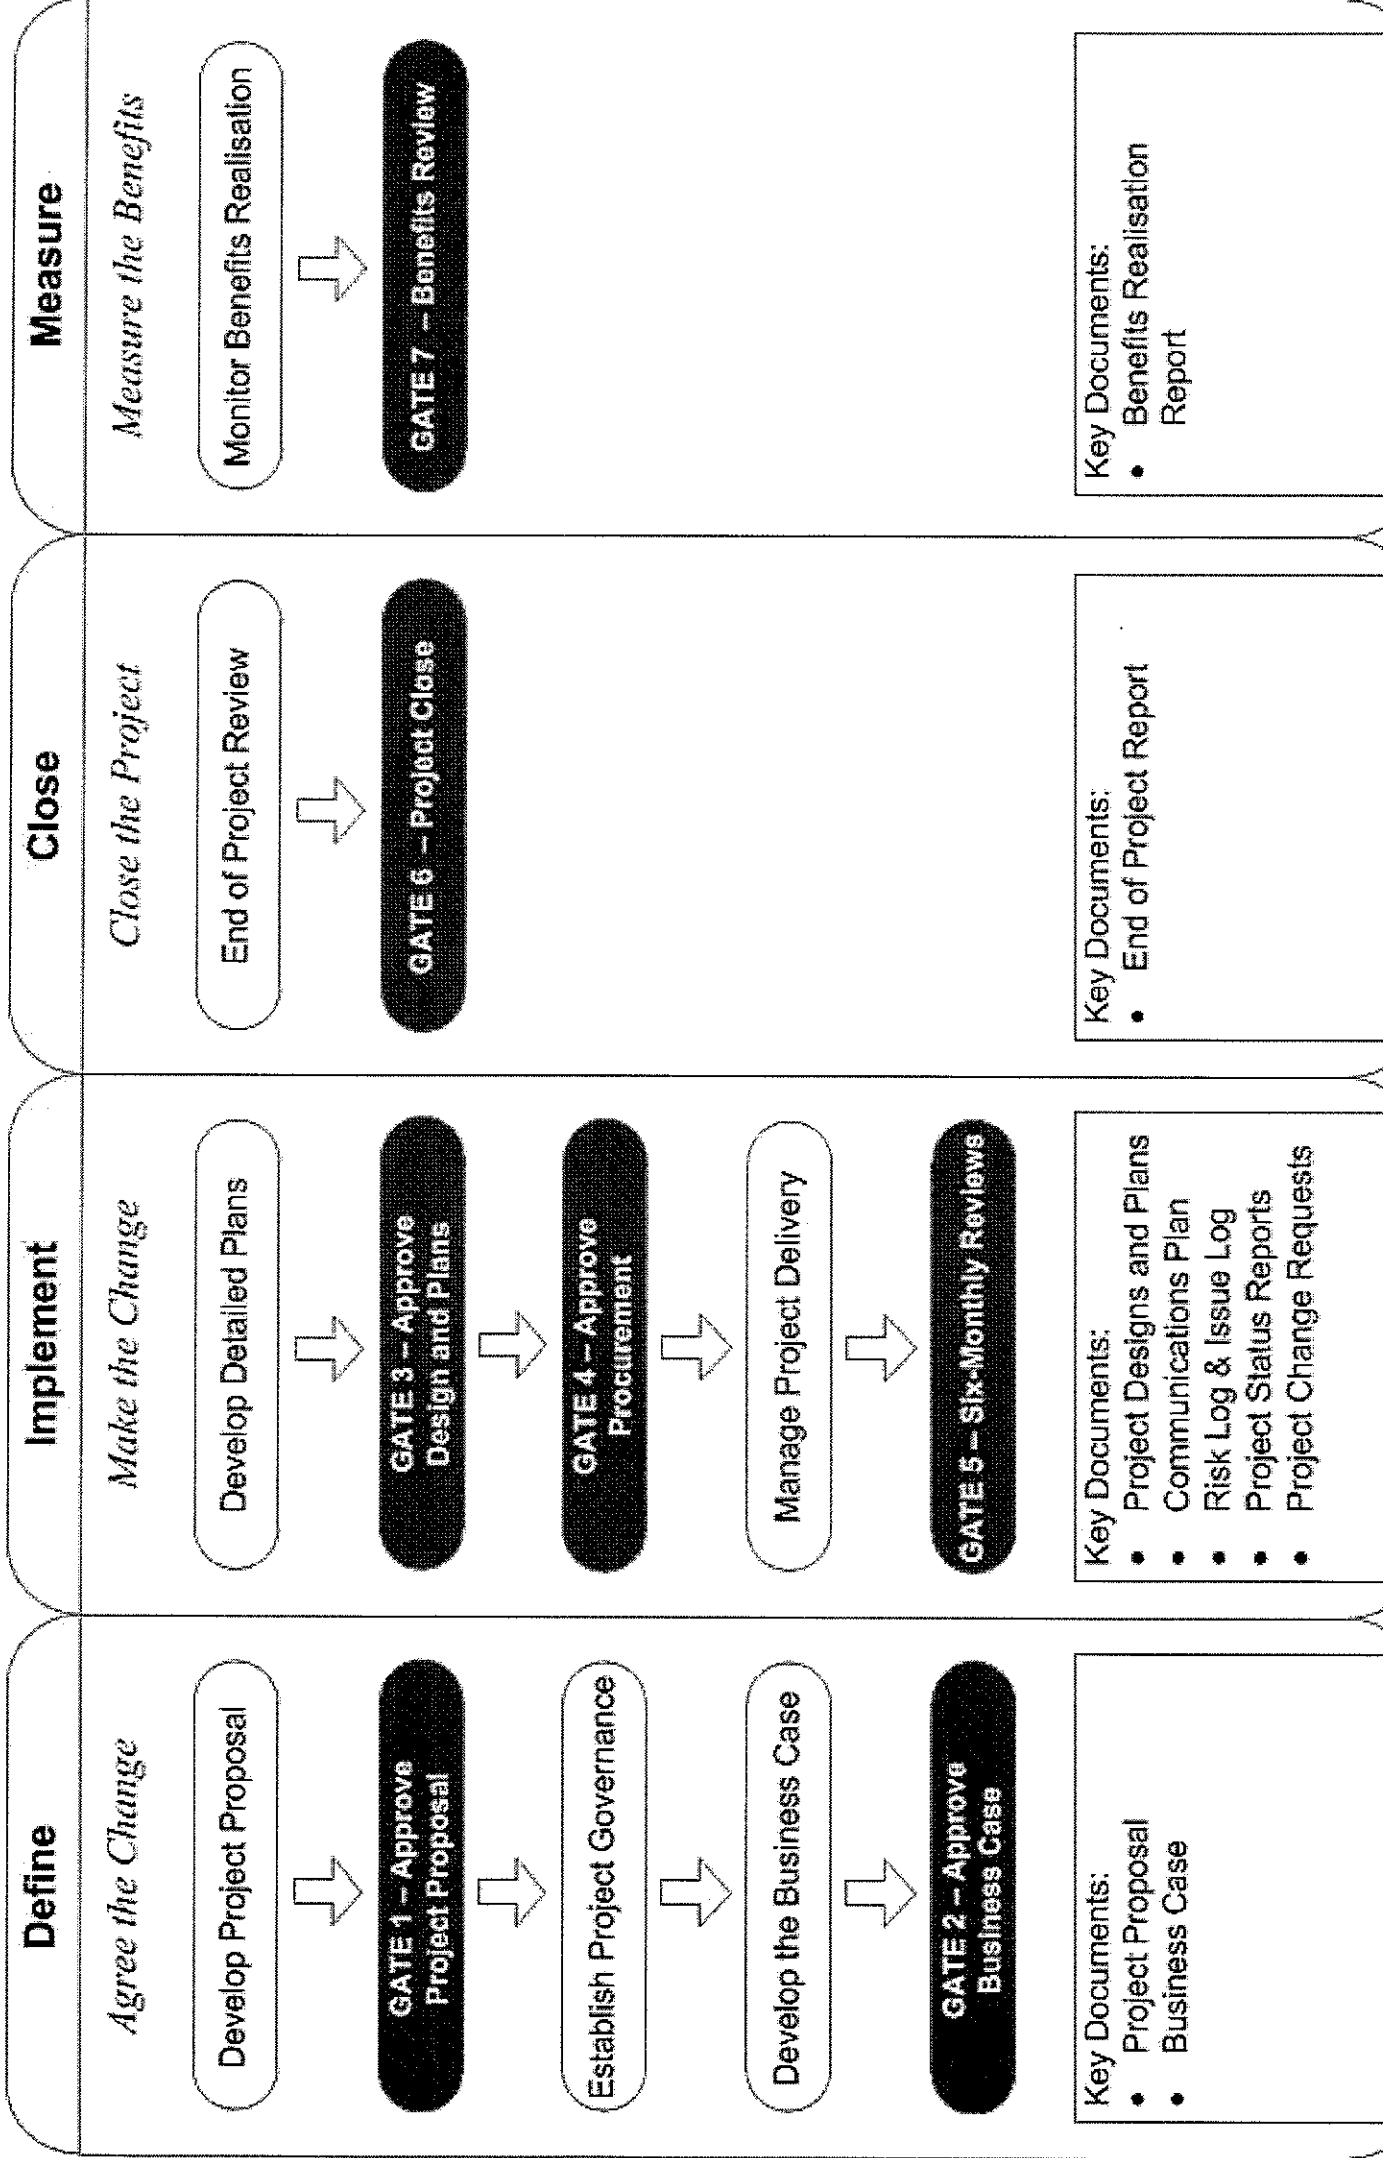 Define
Agree the Change
Develop Project Proposal
GATE 1 – Approve
Project Proposal
Establish Project Governance
Develop the Business Case
GATE 2 – Approve
Business Case
Key Documents:
• Project Proposal
• Business Case
Implement
Make the Change
Develop Detailed Plans
GATE 3 – Approve
Design and Plans
GATE 4 – Approve
Procurement
Manage Project Delivery
GATE 5 – Six-Monthly Reviews
Key Documents:
• Project Designs and Plans
• Communications Plan
• Risk Log & Issue Log
• Project Status Reports
• Project Change Requests
Close
Close the Project
End of Project Review
GATE 6 – Project Close
Key Documents:
• End of Project Report
Measure
Measure the Benefits
Monitor Benefits Realisation
GATE 7 – Benefits Review
Key Documents:
• Benefits Realisation
Report